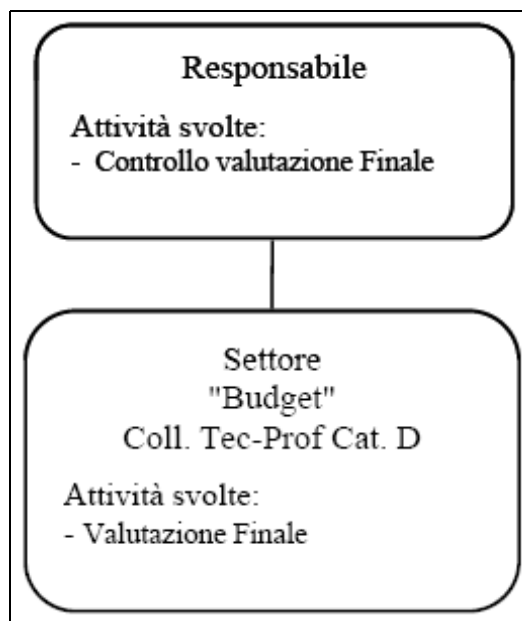 Responsabile
Attività svolte:
- Controllo valutazione Finale
Settore
"Budget"
Coll. Tec-Prof Cat. D
Attività svolte:
- Valutazione Finale